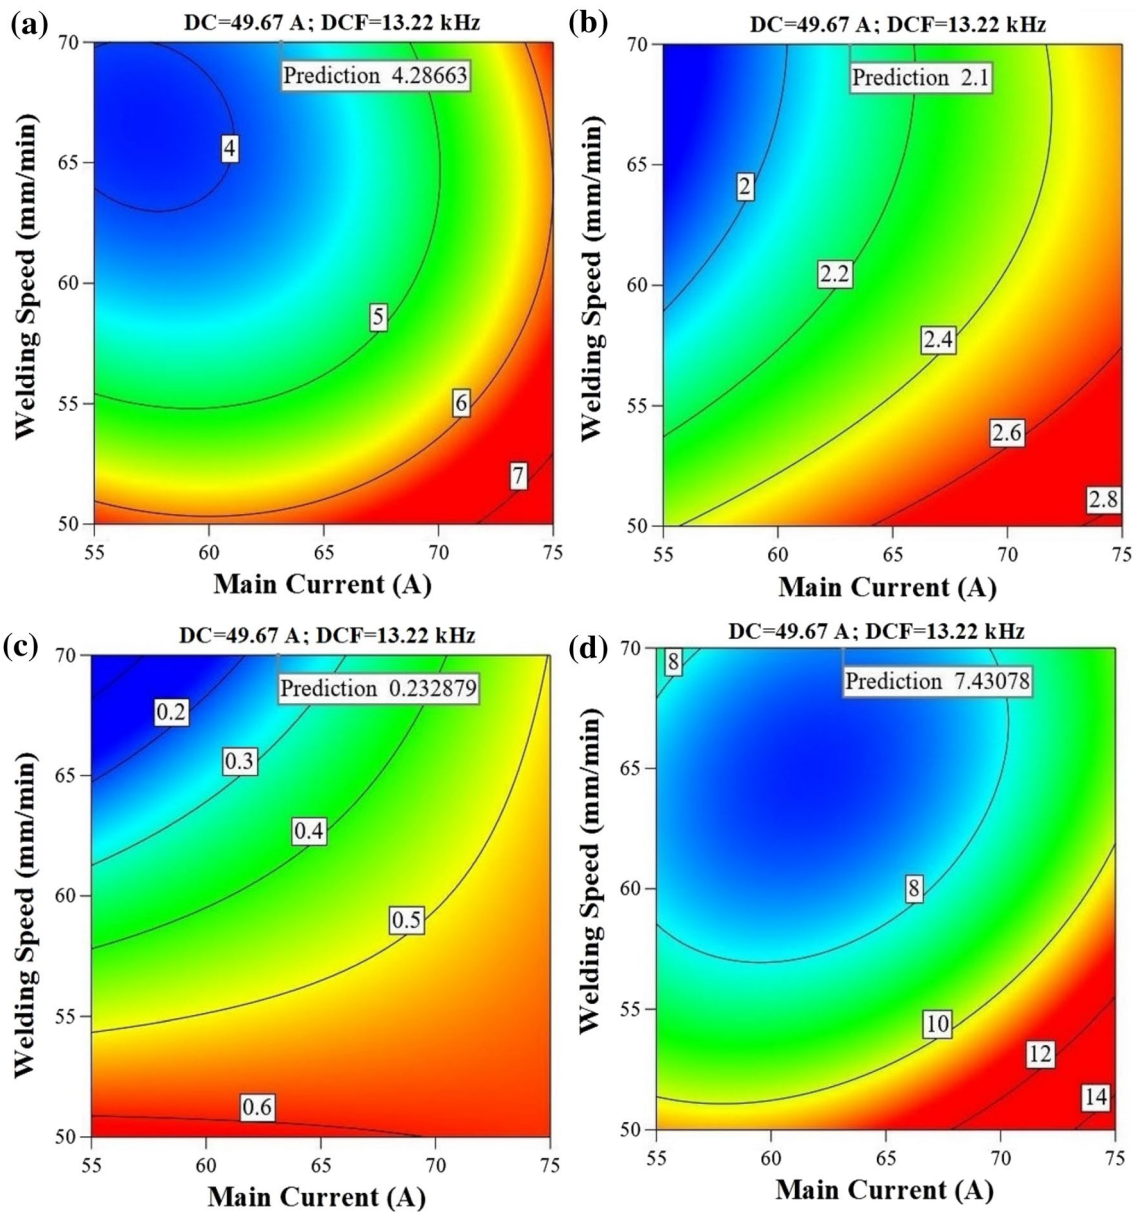 (a)
DC=49.67 A; DCF=13.22 kHz
Prediction 4.28663
4
5
6
7
70
65
60
55
50
55 60 65 70 75
Welding Speed (mm/min)
Main Current (A)
(b)
DC=49.67 A; DCF=13.22 kHz
Prediction 2.1
2
2.2
2.4
2.6
2.8
70
65
60
55
50
55 60 65 70 75
Welding Speed (mm/min)
Main Current (A)
(c)
DC=49.67 A; DCF=13.22 kHz
Prediction 0.232879
0.2
0.3
0.4
0.5
0.6
70
65
60
55
50
55 60 65 70 75
Welding Speed (mm/min)
Main Current (A)
(d)
DC=49.67 A; DCF=13.22 kHz
8
Prediction 7.43078
8
10
12
14
70
65
60
55
50
55 60 65 70 75
Welding Speed (mm/min)
Main Current (A)